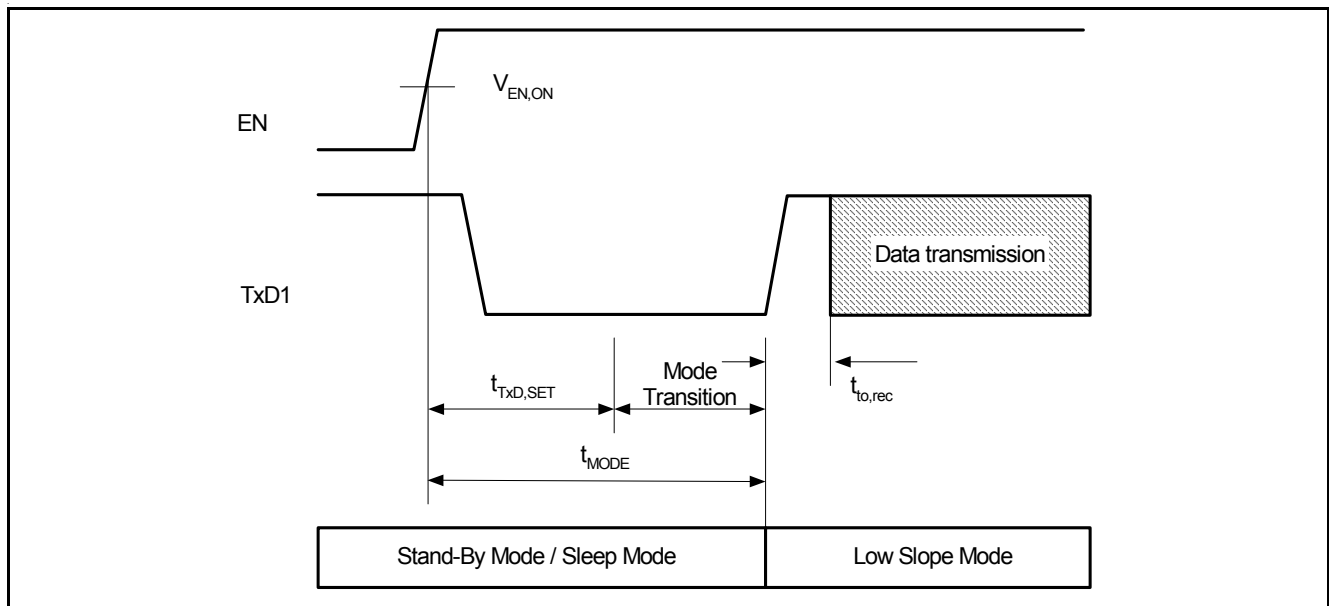 V_EN,ON
EN
Data transmission
TxD1
Mode
Transition
t_TxD,SET
t_to,rec
t_MODE
Stand-By Mode / Sleep Mode
Low Slope Mode